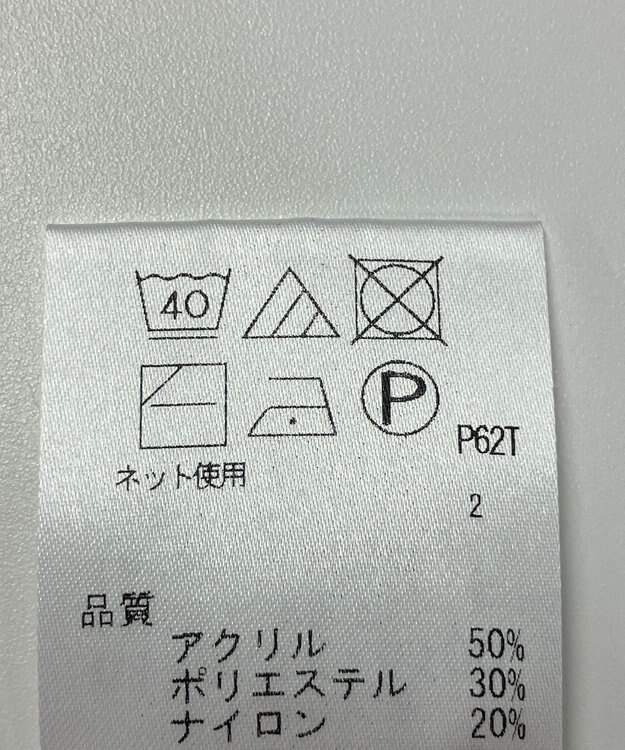 40
P
P62T
ネット使用
2
品質
アクリル 50%
ポリエステル 30%
ナイロン 20%